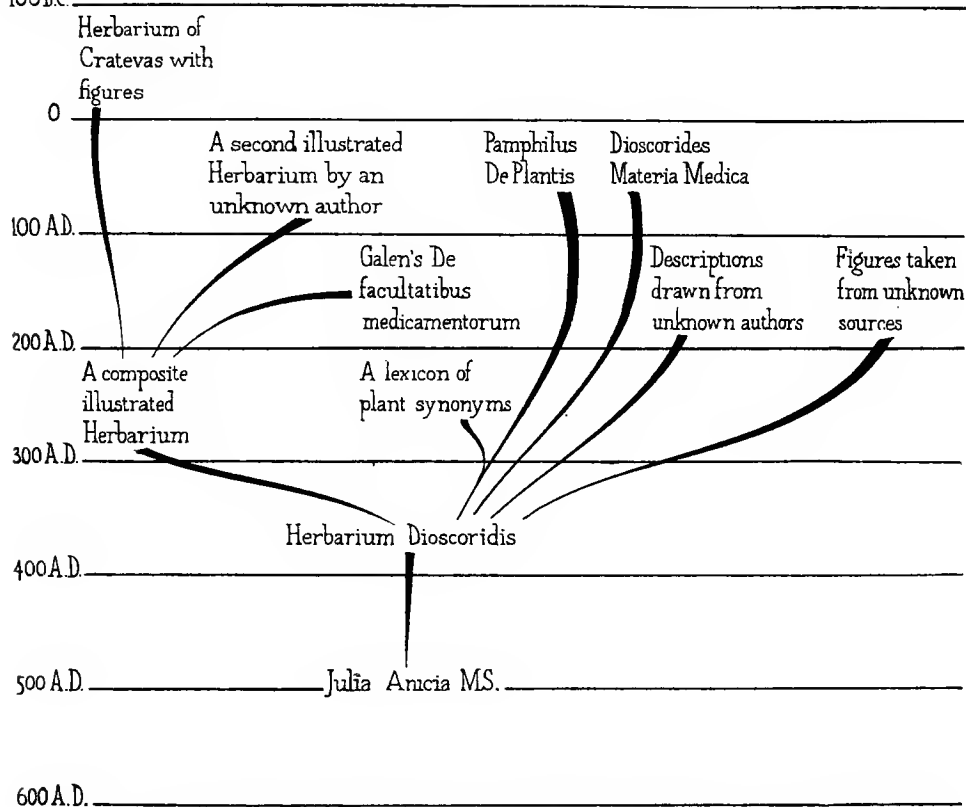 100 B.C.
Herbarium of
Cratevas with
figures
0
A second illustrated
Herbarium by an
unknown author
Pamphilus
De Plantis
Dioscorides
Materia Medica
100 A.D.
Galen's De
facultatibus
medicamentorum
Descriptions
drawn from
unknown authors
Figures taken
from unknown
sources
200 A.D.
A composite
illustrated
Herbarium
A lexicon of
plant synonyms
300 A.D.
Herbarium Dioscoridis
400 A.D.
500 A.D.
Julia Anicia MS.
600 A.D.